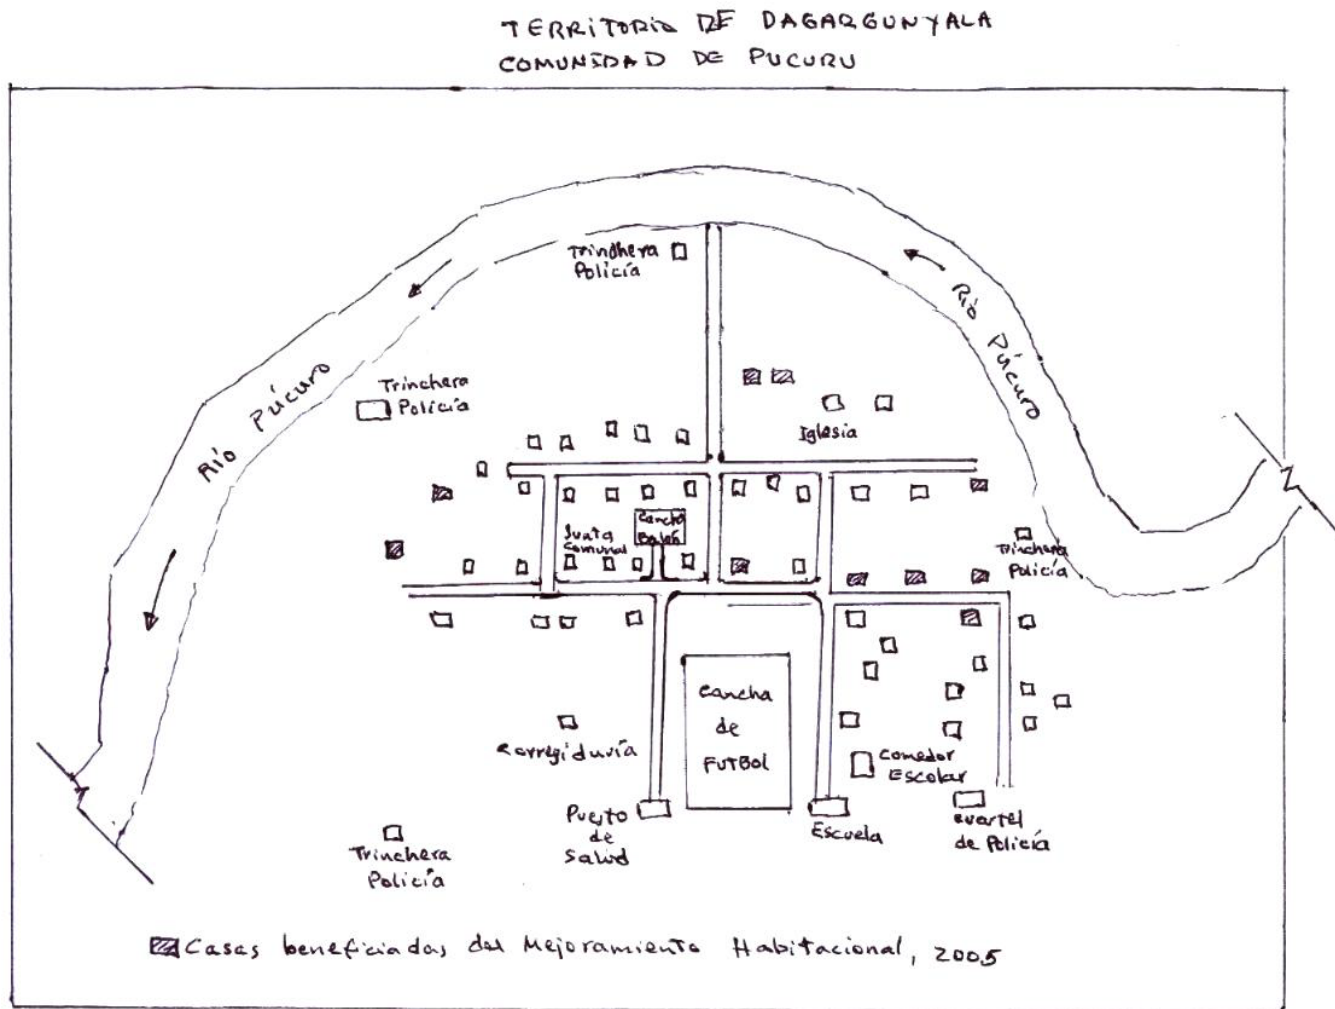 TERRITORIO DE DAGARGUNYALA
COMUNIDAD DE PUCURU
Trinchera
Policía
Río Púcuro
Trinchera
Policía
Río Púcuro
Iglesia
Junta
Comunal
Cancha
Trinchera
Policía
Cancha
de
FUTBOL
Corregiduría
Comedor
Escolar
Puesto
de
Salud
Escuela
Cuartel
de Policía
Trinchera
Policía
Casas beneficiadas del Mejoramiento Habitacional, 2005